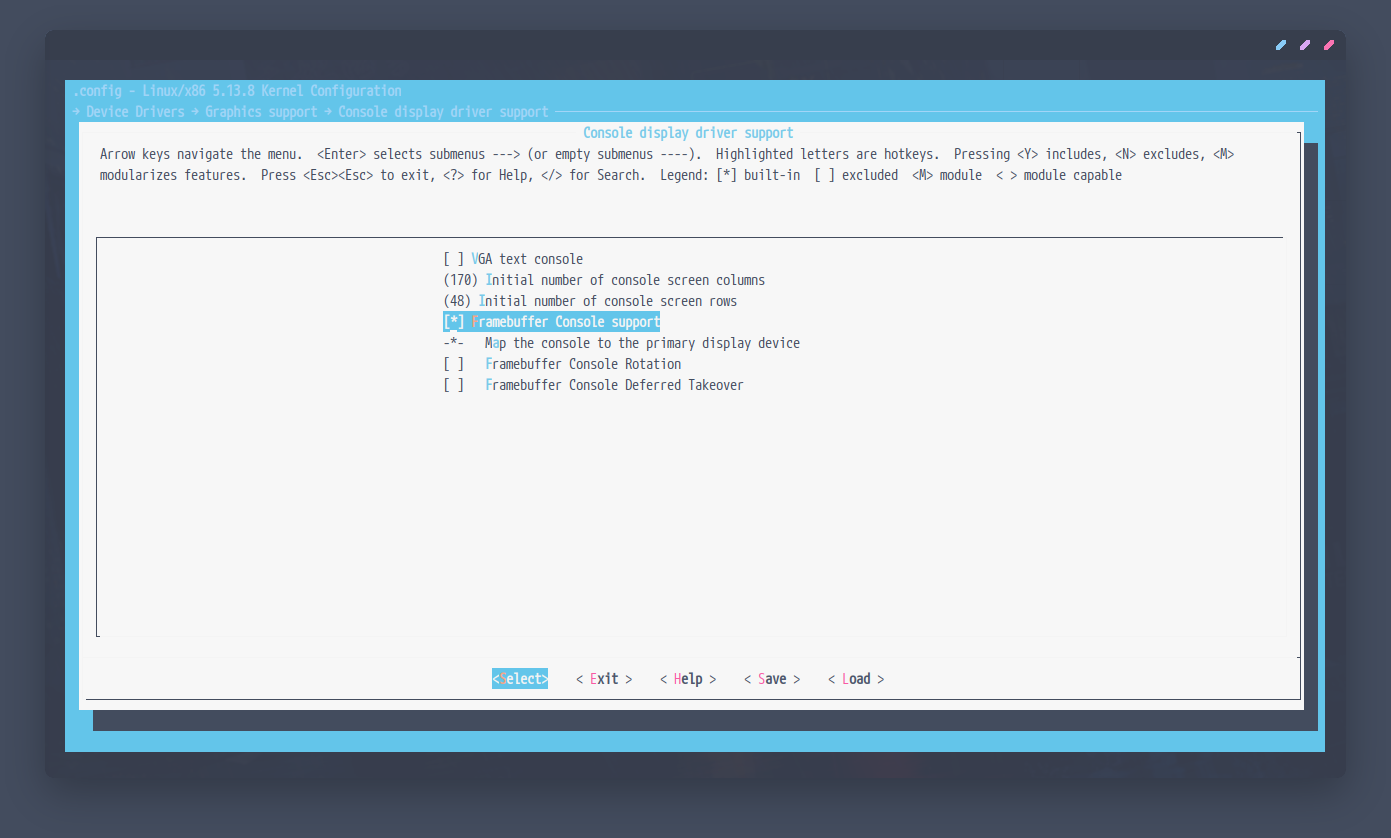 .config - Linux/x86 5.13.8 Kernel Configuration
→ Device Drivers → Graphics support → Console display driver support
Console display driver support
Arrow keys navigate the menu.  <Enter> selects submenus ---> (or empty submenus ----).  Highlighted letters are hotkeys.  Pressing <Y> includes, <N> excludes, <M>
modularizes features.  Press <Esc><Esc> to exit, <?> for Help, </> for Search.  Legend: [*] built-in  [ ] excluded  <M> module  < > module capable
[ ] VGA text console
(170) Initial number of console screen columns
(48) Initial number of console screen rows
[*] Framebuffer Console support
-*-   Map the console to the primary display device
[ ]   Framebuffer Console Rotation
[ ]   Framebuffer Console Deferred Takeover
<Select>    < Exit >    < Help >    < Save >    < Load >